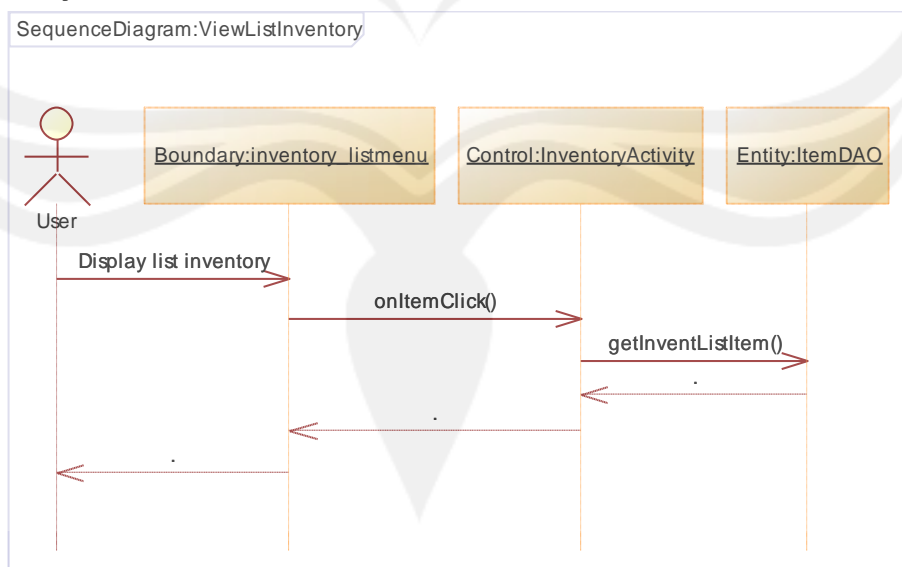 SequenceDiagram:ViewListInventory
Boundary:inventory_listmenu
Control:InventoryActivity
Entity:ItemDAO
User
Display list inventory
onItemClick()
getInventListItem()
.
.
.